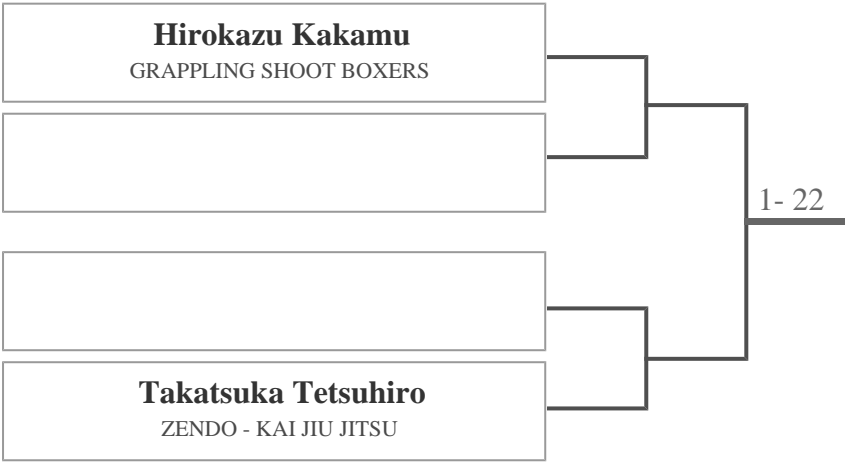 Hirokazu Kakamu
GRAPPLING SHOOT BOXERS
1- 22
Takatsuka Tetsuhiro
ZENDO - KAI JIU JITSU